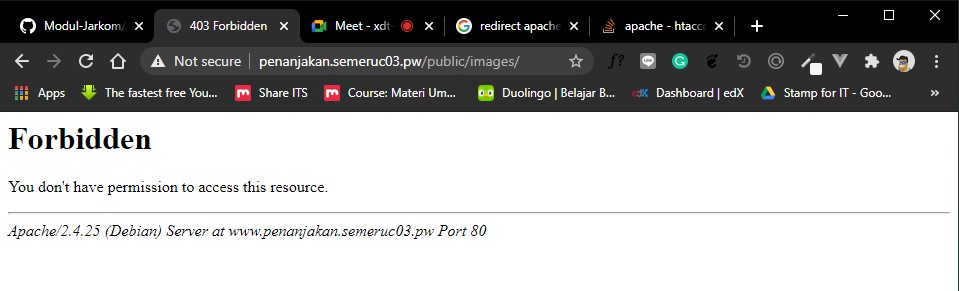 Modul-Jarkom/
403 Forbidden
Meet - xdt-
redirect apache
apache - htacce
Not secure
penanjakan.semeruc03.pw/public/images/
f?
Apps
The fastest free You...
Share ITS
Course: Materi Um...
Duolingo | Belajar B...
edX
Dashboard | edX
Stamp for IT - Goo...
»
Forbidden
You don't have permission to access this resource.
Apache/2.4.25 (Debian) Server at www.penanjakan.semeruc03.pw Port 80